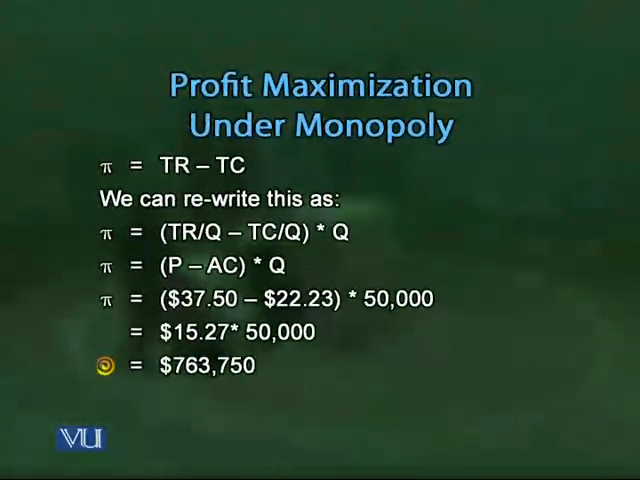 Profit Maximization
Under Monopoly
π = TR – TC
We can re-write this as:
π = (TR/Q – TC/Q) * Q
π = (P – AC) * Q
π = ($37.50 – $22.23) * 50,000
= $15.27* 50,000
= $763,750
VU